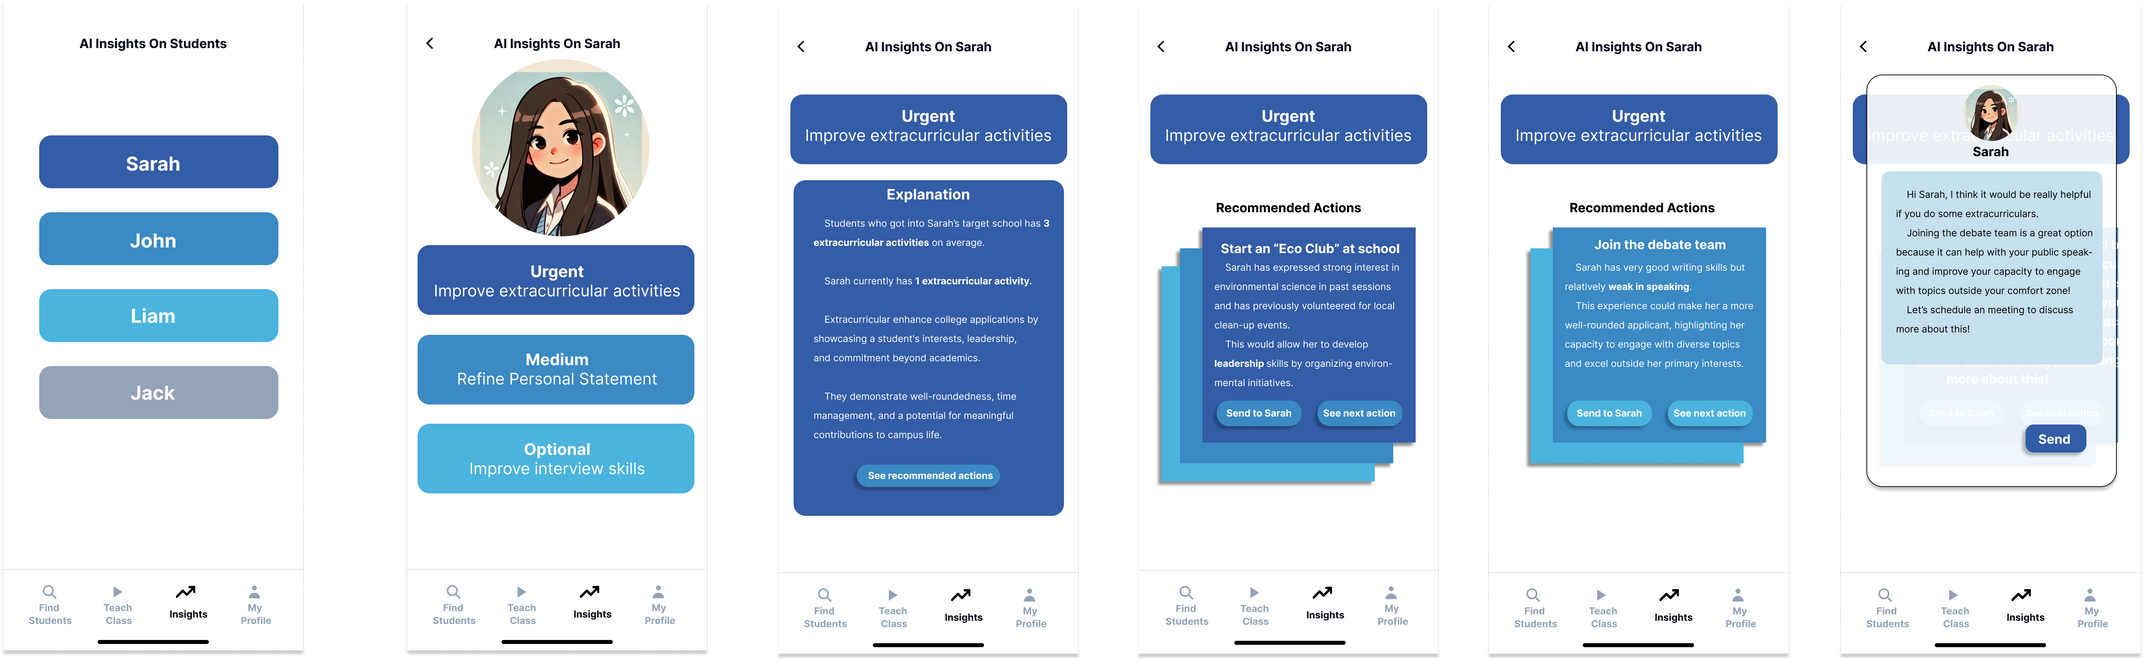 AI Insights On Students
Sarah
John
Liam
Jack
Find
Students
Teach
Class
Insights
My
Profile
AI Insights On Sarah
Urgent
Improve extracurricular activities
Medium
Refine Personal Statement
Optional
Improve interview skills
Find
Students
Teach
Class
Insights
My
Profile
AI Insights On Sarah
Urgent
Improve extracurricular activities
Explanation
Students who got into Sarah's target school has 3
extracurricular activities on average.
Sarah currently has 1 extracurricular activity.
Extracurricular enhance college applications by
showcasing a student's interests, leadership,
and commitment beyond academics.
They demonstrate well-roundedness, time
management, and a potential for meaningful
contributions to campus life.
See recommended actions
Find
Students
Teach
Class
Insights
My
Profile
AI Insights On Sarah
Urgent
Improve extracurricular activities
Recommended Actions
Start an “Eco Club” at school
Sarah has expressed strong interest in
environmental science in past sessions
and has previously volunteered for local
clean-up events.
This would allow her to develop
leadership skills by organizing environ-
mental initiatives.
Send to Sarah
See next action
Find
Students
Teach
Class
Insights
My
Profile
AI Insights On Sarah
Urgent
Improve extracurricular activities
Recommended Actions
Join the debate team
Sarah has very good writing skills but
relatively weak in speaking.
This experience could make her a more
well-rounded applicant, highlighting her
capacity to engage with diverse topics
and excel outside her primary interests.
Send to Sarah
See next action
Find
Students
Teach
Class
Insights
My
Profile
AI Insights On Sarah
Improve extracurricular activities
Sarah
Hi Sarah, I think it would be really helpful
if you do some extracurriculars.
Joining the debate team is a great option
because it can help with your public speak-
ing and improve your capacity to engage
with topics outside your comfort zone!
Let's schedule an meeting to discuss
more about this!
more about this!
Send to Sarah
See next action
Send
Find
Students
Teach
Class
Insights
My
Profile